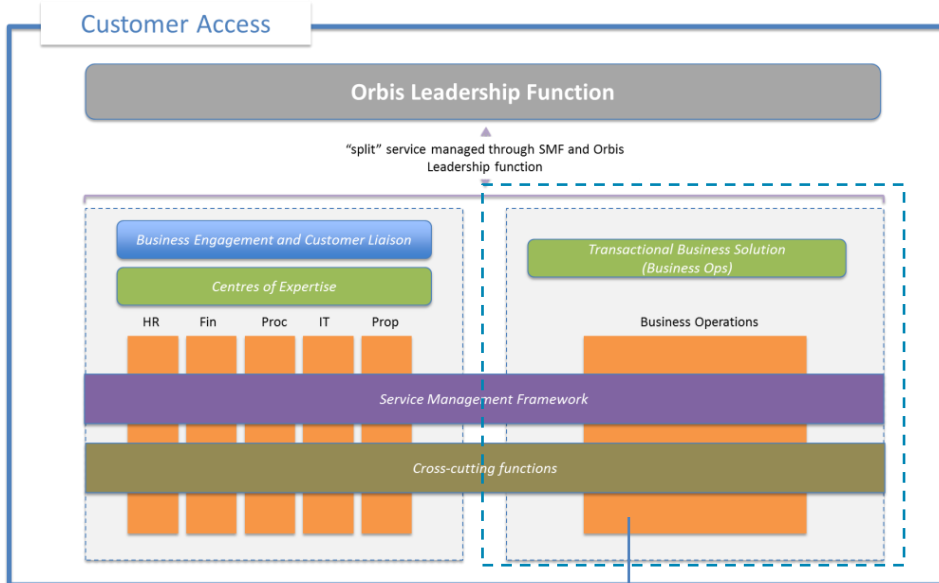 Customer Access
Orbis Leadership Function
“split” service managed through SMF and Orbis
Leadership function
Business Engagement and Customer Liaison
Transactional Business Solution
(Business Ops)
Centres of Expertise
HR Fin Proc IT Prop
Business Operations
Service Management Framework
Cross-cutting functions